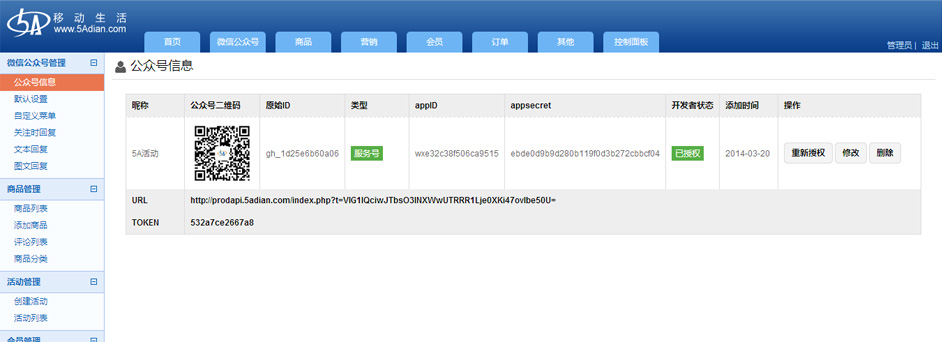 5A 移动生活
www.5Adian.com
首页 微信公众号 商品 营销 会员 订单 其他 控制面板
管理员 | 退出
微信公众号管理
公众号信息
默认设置
自定义菜单
关注时回复
文本回复
图文回复
商品管理
商品列表
添加商品
评论列表
商品分类
活动管理
创建活动
活动列表
会员管理
公众号信息
昵称 公众号二维码 原始ID 类型 appID appsecret 开发者状态 添加时间 操作
5A活动 gh_1d25e6b60a06 服务号 wxe32c38f506ca9515 ebde0d9b9d280b119f0d3b272cbbcf04 已授权 2014-03-20 重新授权 修改 删除
URL http://prodapi.5adian.com/index.php?t=VlG1IQciwJTbsO3lNXWwUTRRR1Lje0XKi47ovlbe50U=
TOKEN 532a7ce2667a8